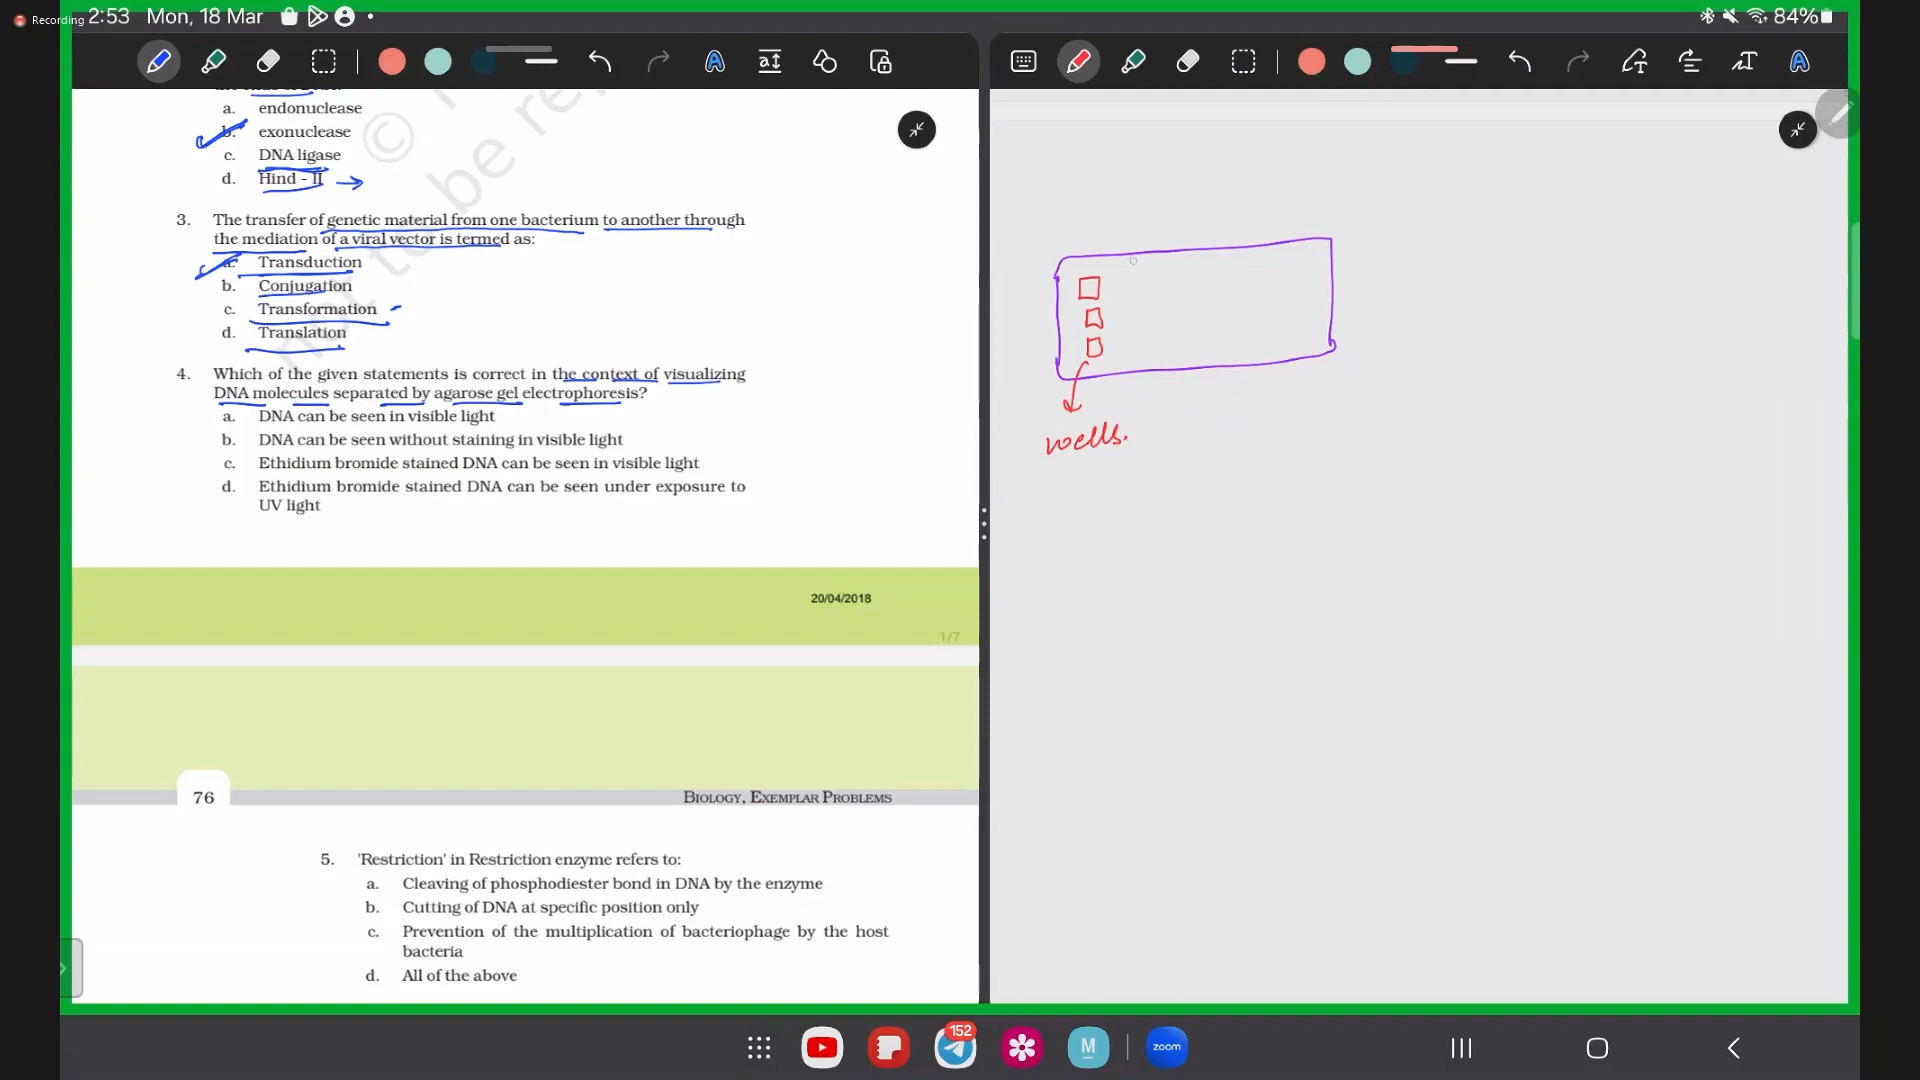 Recording 2:53 Mon, 18 Mar 84%
a. endonuclease
b. exonuclease
c. DNA ligase
d. Hind - II
3. The transfer of genetic material from one bacterium to another through
the mediation of a viral vector is termed as:
a. Transduction
b. Conjugation
c. Transformation
d. Translation
4. Which of the given statements is correct in the context of visualizing
DNA molecules separated by agarose gel electrophoresis?
a. DNA can be seen in visible light
b. DNA can be seen without staining in visible light
c. Ethidium bromide stained DNA can be seen in visible light
d. Ethidium bromide stained DNA can be seen under exposure to
UV light
20/04/2018
1/7
76 BIOLOGY, EXEMPLAR PROBLEMS
5. 'Restriction' in Restriction enzyme refers to:
a. Cleaving of phosphodiester bond in DNA by the enzyme
b. Cutting of DNA at specific position only
c. Prevention of the multiplication of bacteriophage by the host
bacteria
d. All of the above
wells.
152
M
zoom